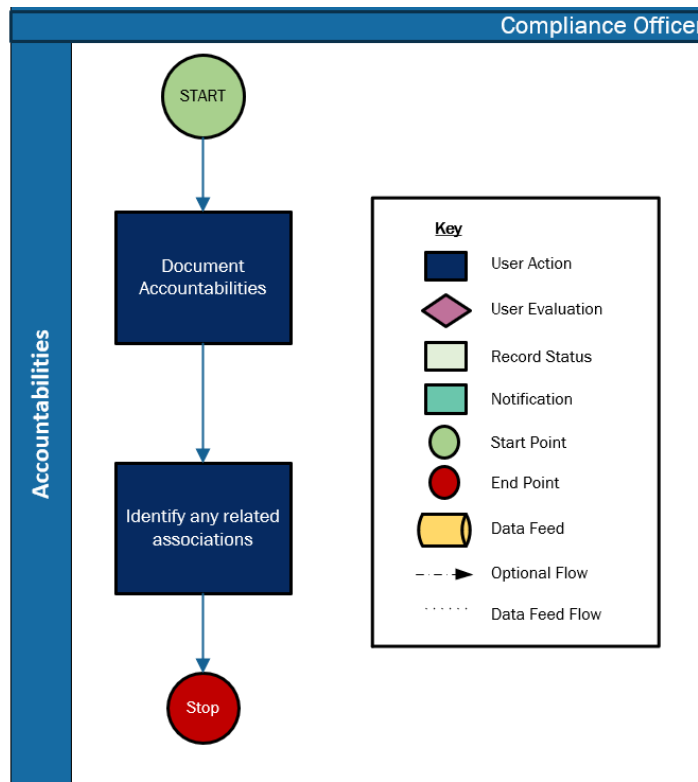 Compliance Officer
Accountabilities
START
Document
Accountabilities
Identify any related
associations
Stop
Key
User Action
User Evaluation
Record Status
Notification
Start Point
End Point
Data Feed
Optional Flow
Data Feed Flow